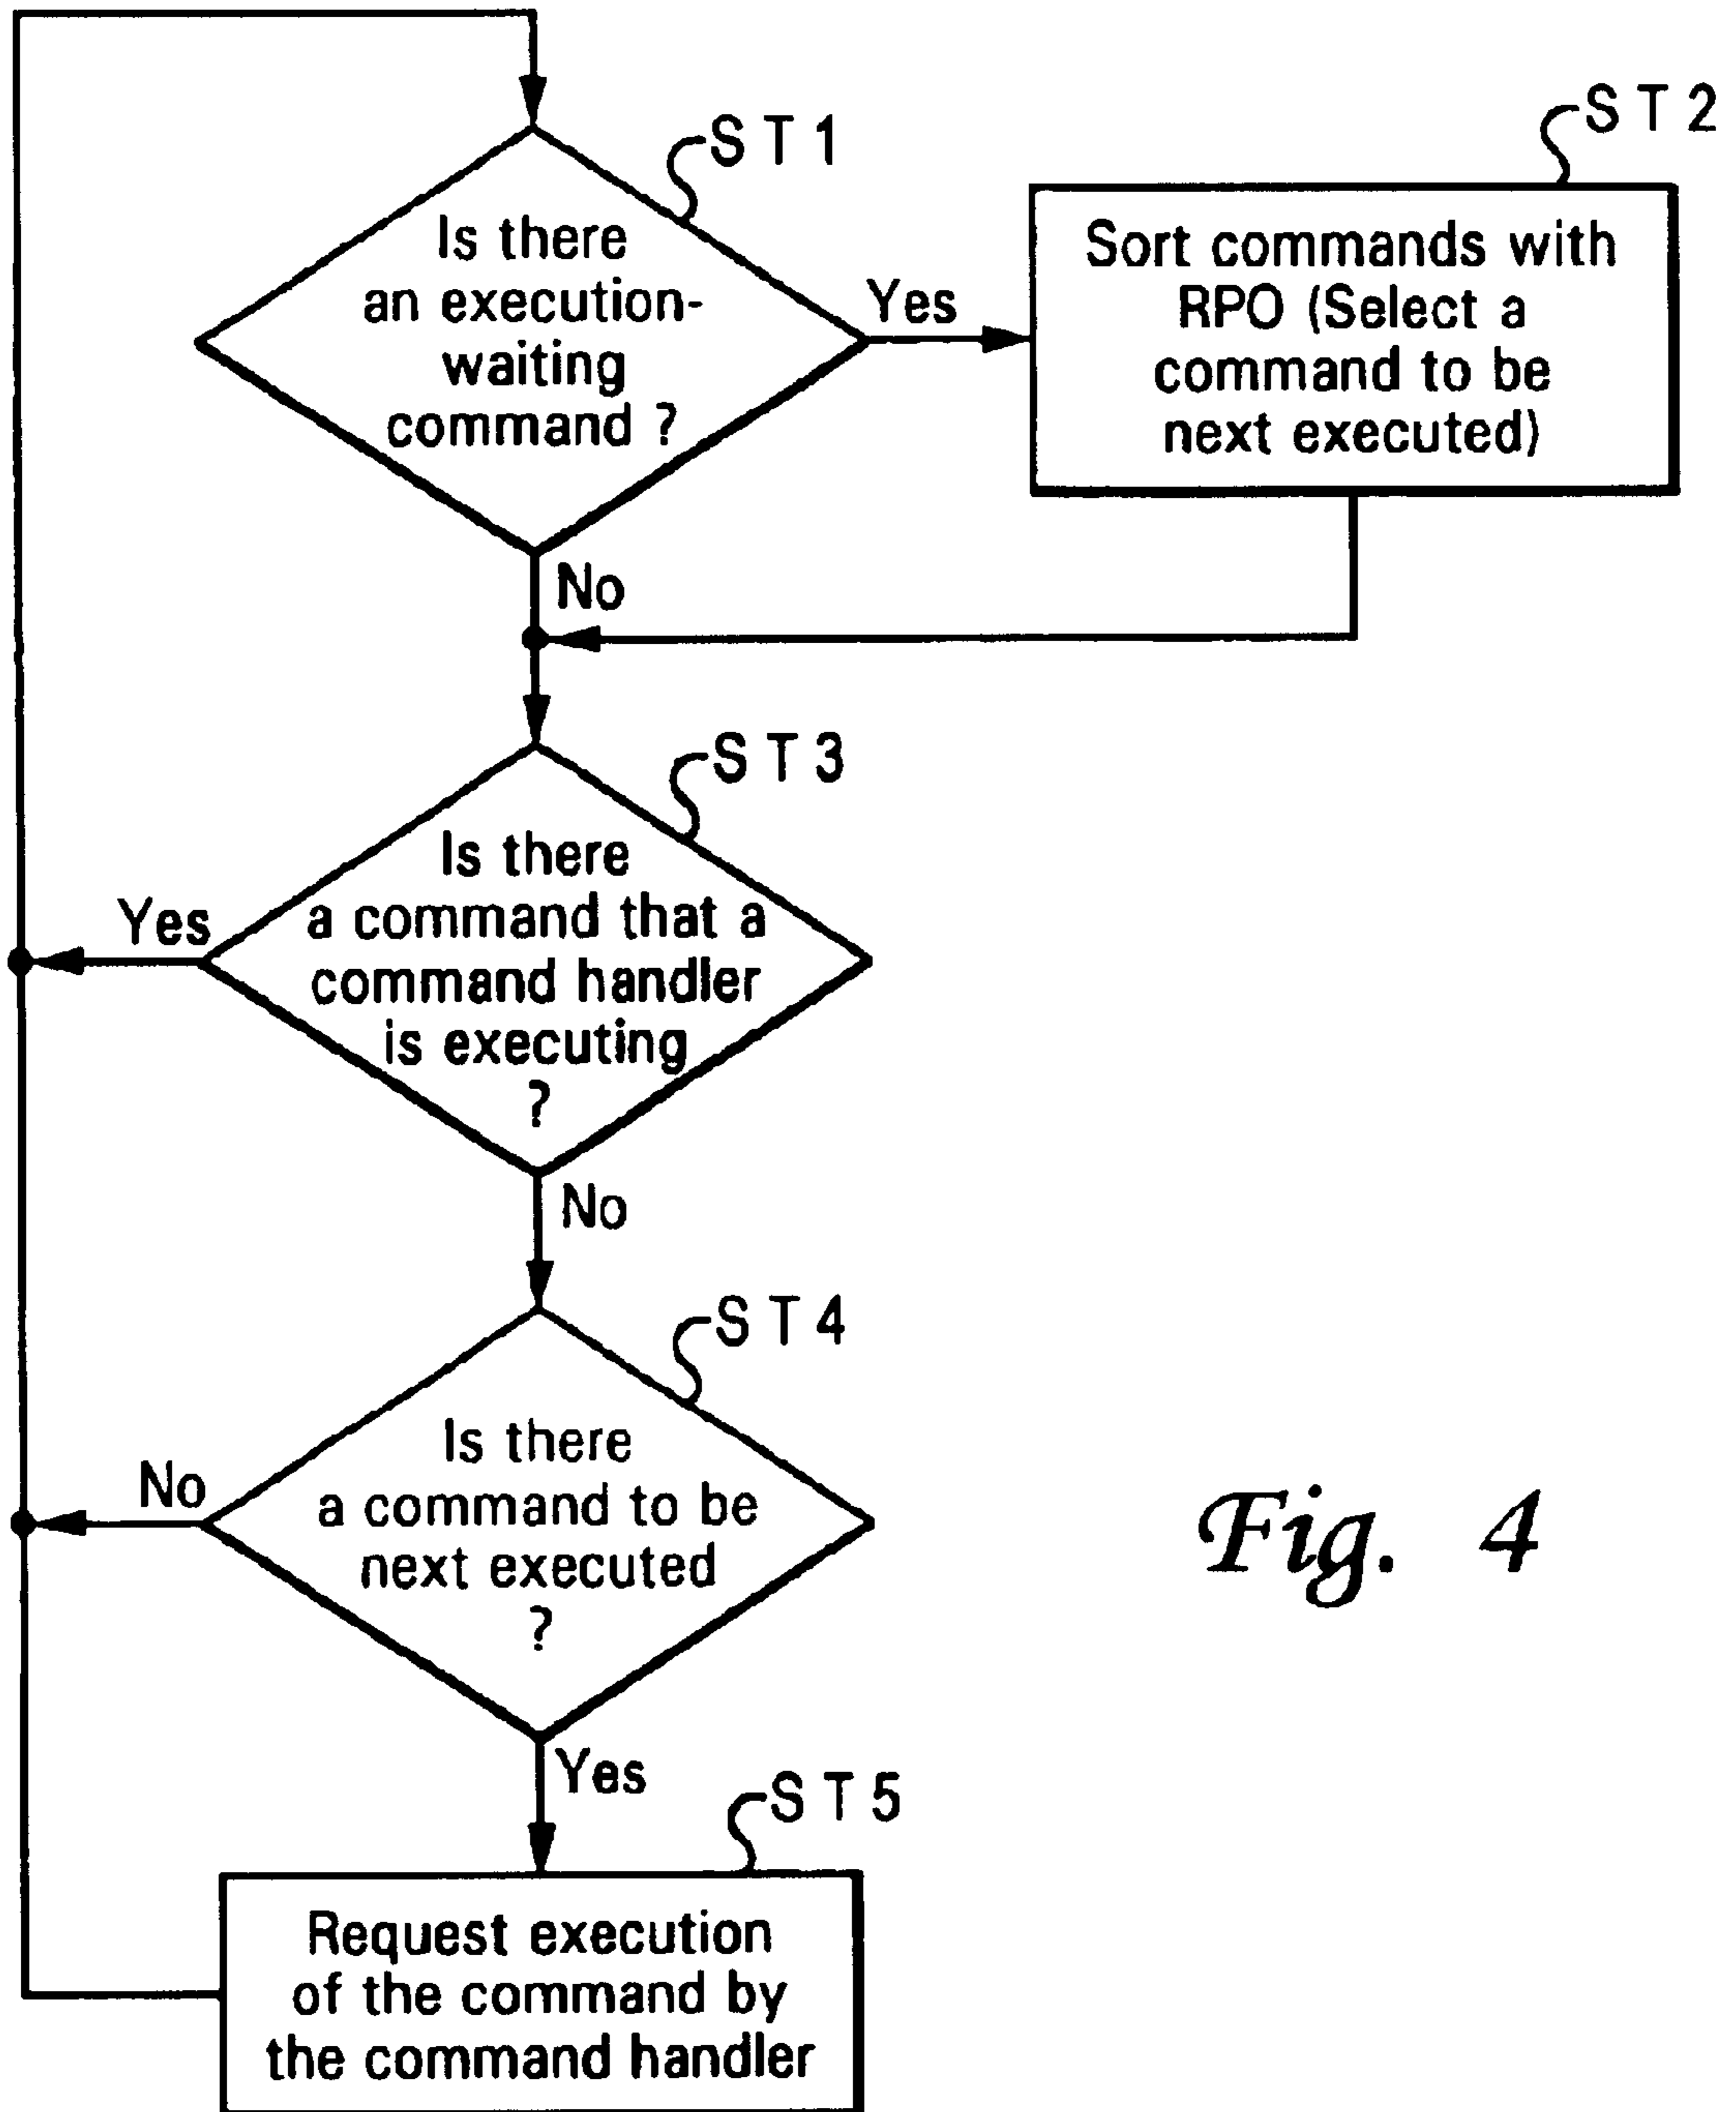 S T 1
Is there
an execution-
waiting
command ?
Yes
No
S T 2
Sort commands with
RPO (Select a
command to be
next executed)
S T 3
Is there
a command that a
command handler
is executing
?
Yes
No
S T 4
Is there
a command to be
next executed
?
No
Yes
S T 5
Request execution
of the command by
the command handler
Fig. 4